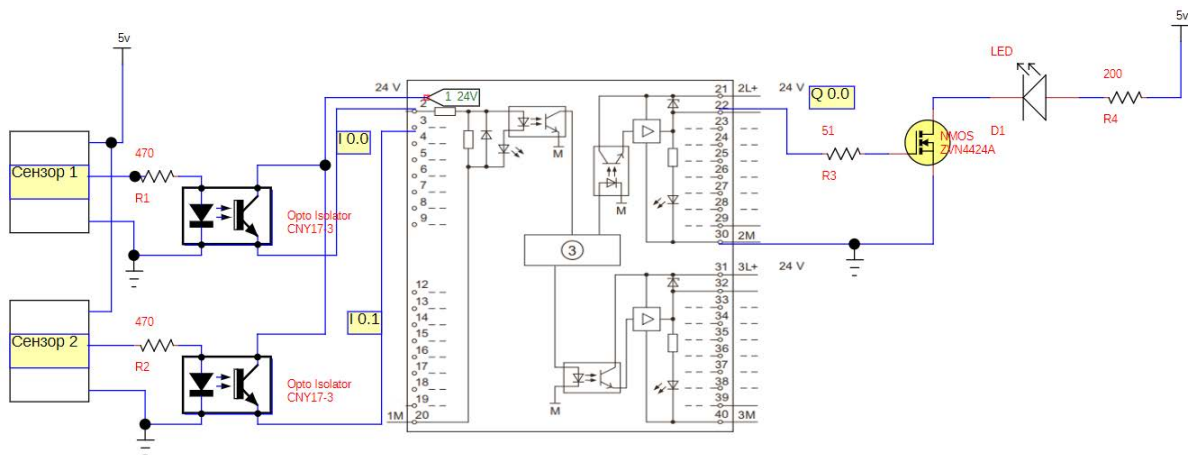 5v
Сензор 1
470
R1
Opto Isolator
CNY17-3
Сензор 2
470
R2
Opto Isolator
CNY17-3
I 0.0
I 0.1
24 V
1 24V
2
3
4
5
6
7
8
9
12
13
14
15
16
17
18
19
1M
20
M
M
3
M
M
21 2L+ 24 V
22
23
24
25
26
27
28
29
30 2M
31 3L+ 24 V
32
33
34
35
36
37
38
39
40 3M
Q 0.0
51
R3
NMOS
ZVN4424A
LED
D1
200
R4
5v